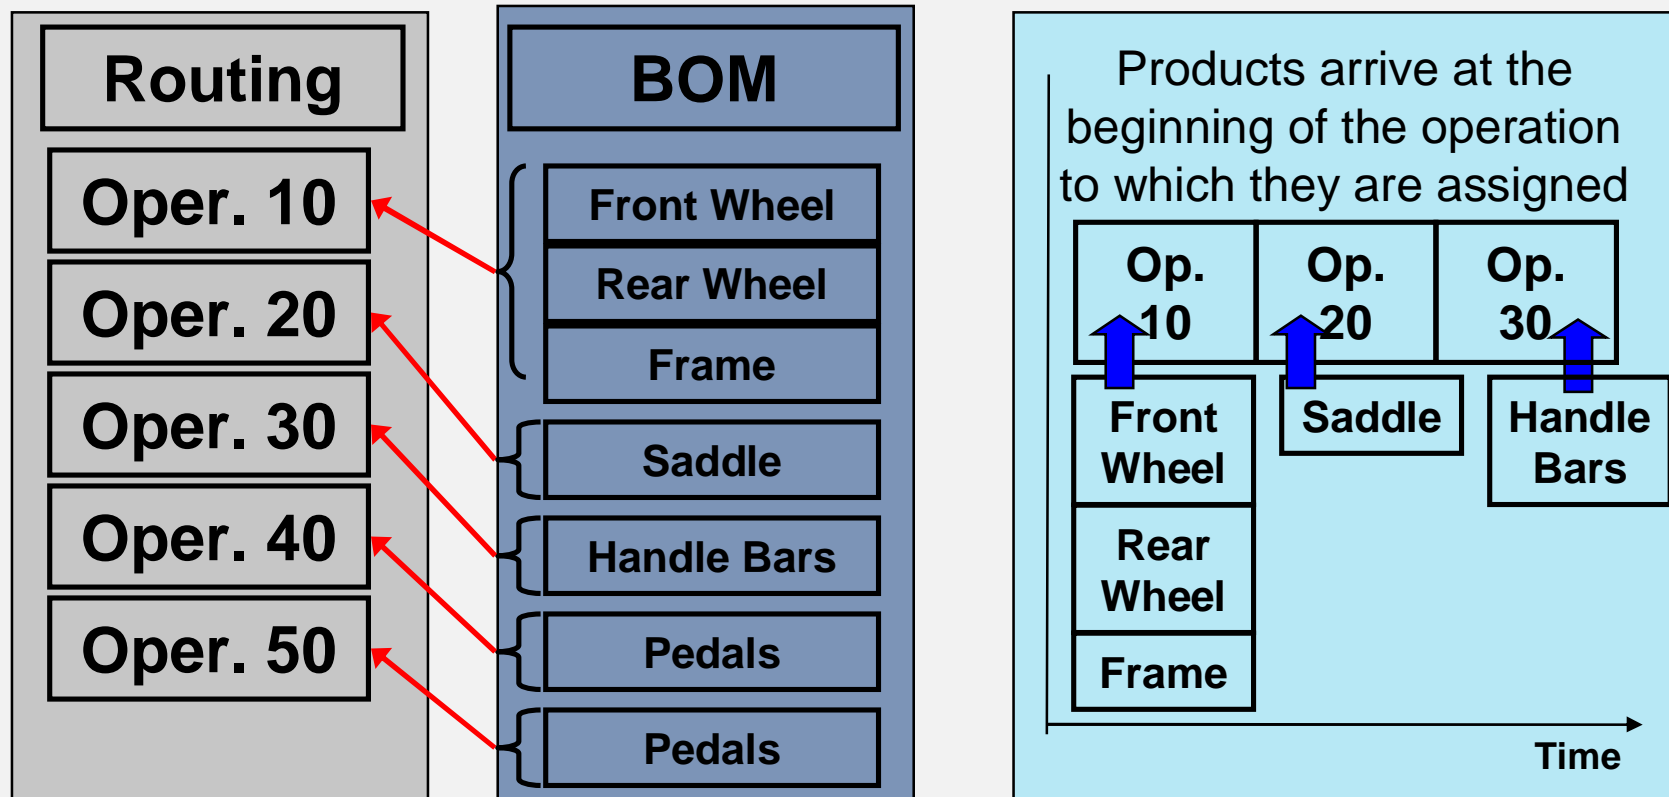 Routing
Oper. 10
Oper. 20
Oper. 30
Oper. 40
Oper. 50
BOM
Front Wheel
Rear Wheel
Frame
Saddle
Handle Bars
Pedals
Pedals
Products arrive at the
beginning of the operation
to which they are assigned
Op.
10
Op.
20
Op.
30
Front
Wheel
Rear
Wheel
Frame
Saddle
Handle
Bars
Time